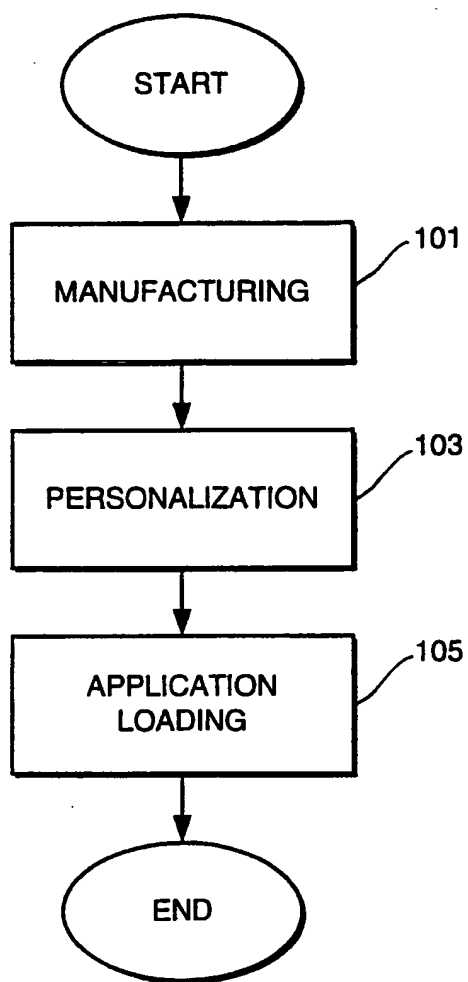 START
MANUFACTURING
101
PERSONALIZATION
103
APPLICATION
LOADING
105
END